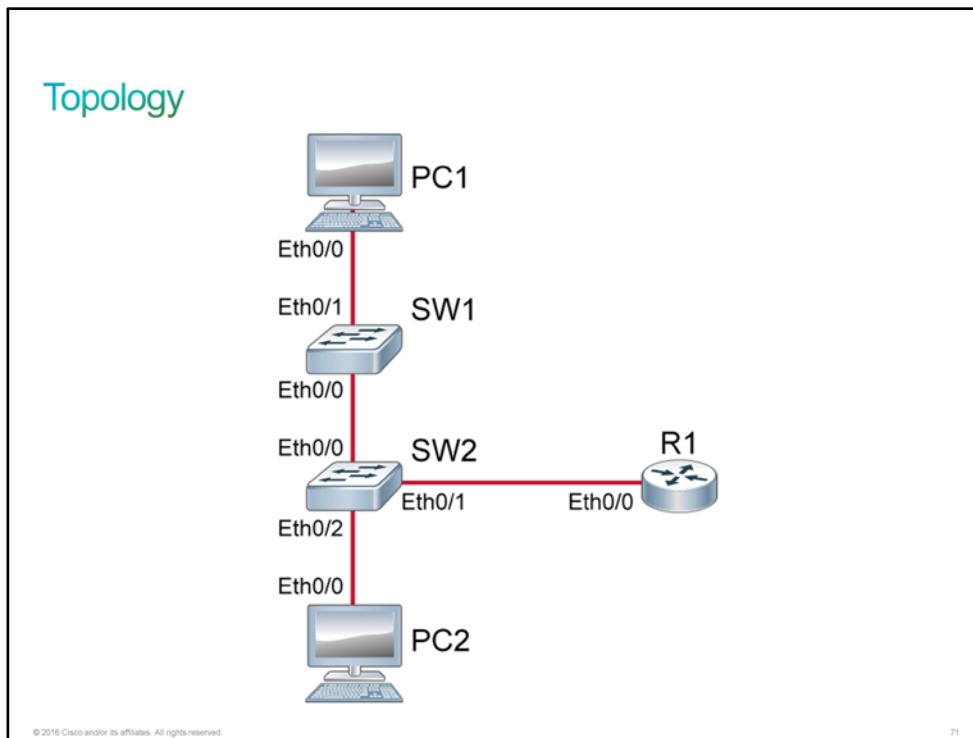 Topology
PC1
Eth0/0
Eth0/1
SW1
Eth0/0
Eth0/0
SW2
R1
Eth0/1
Eth0/0
Eth0/2
Eth0/0
PC2
© 2016 Cisco and/or its affiliates. All rights reserved.
71